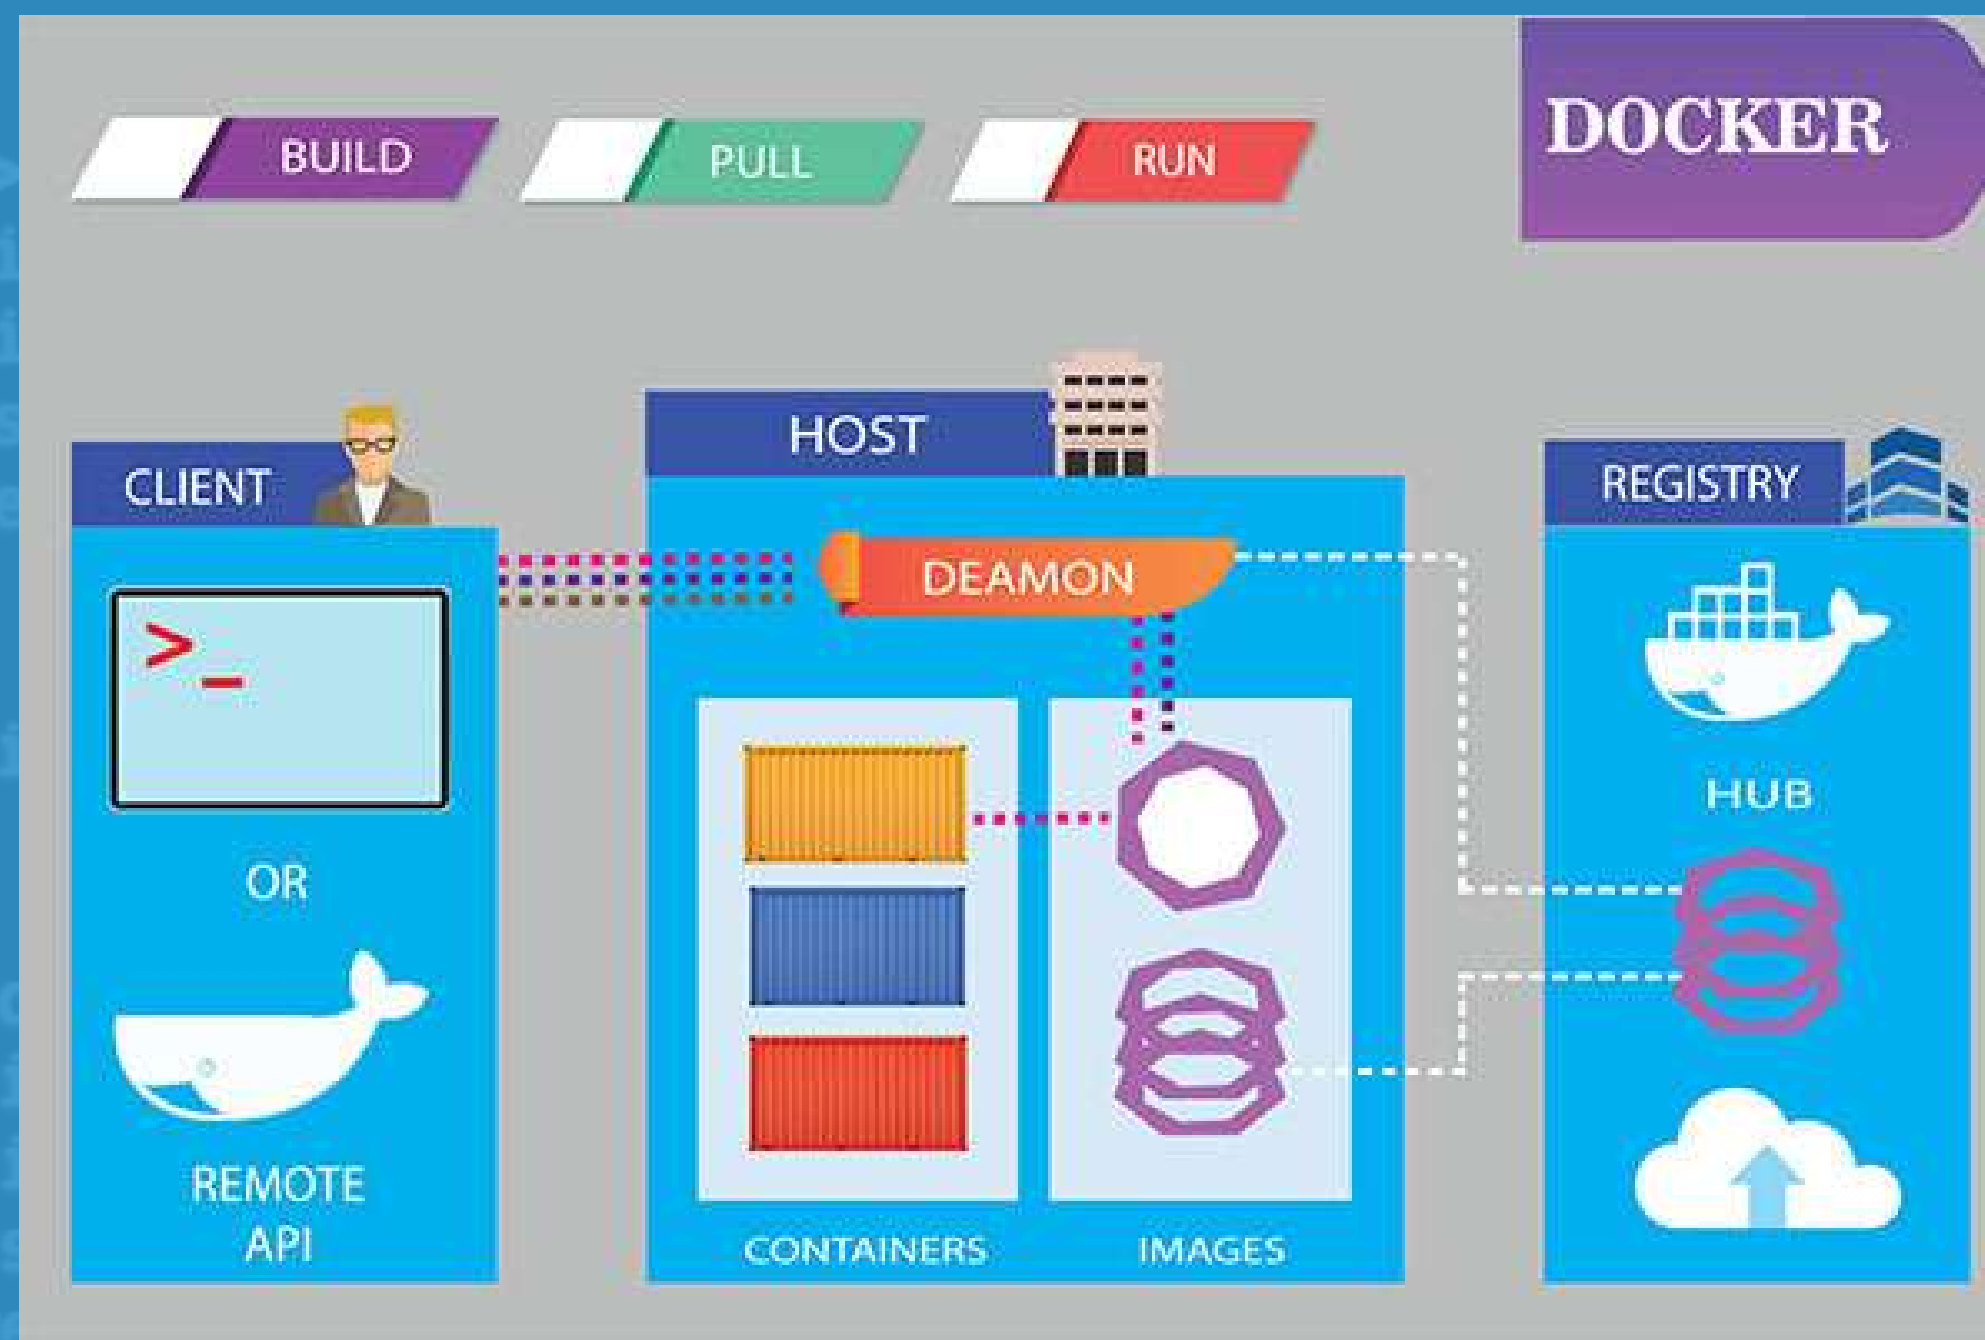 BUILD
PULL
RUN
DOCKER
CLIENT
HOST
REGISTRY
DEAMON
>_
OR
REMOTE
API
CONTAINERS
IMAGES
HUB